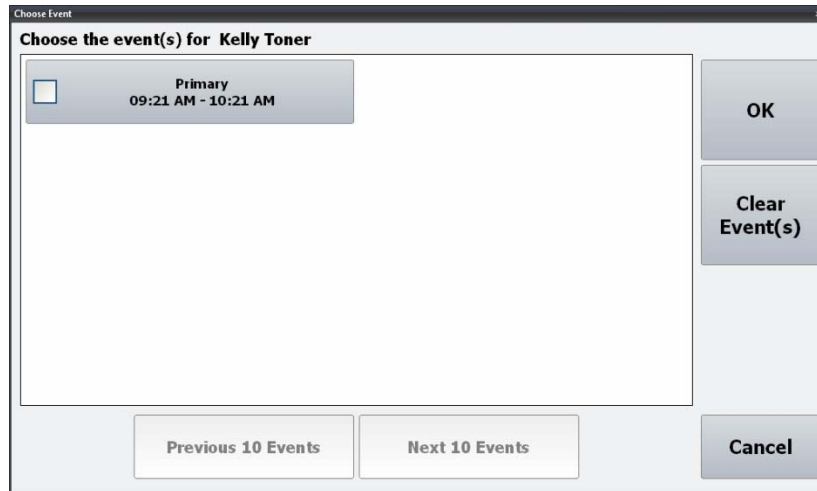 Choose Event
Choose the event(s) for Kelly Toner
Primary
09:21 AM - 10:21 AM
OK
Clear
Event(s)
Previous 10 Events
Next 10 Events
Cancel